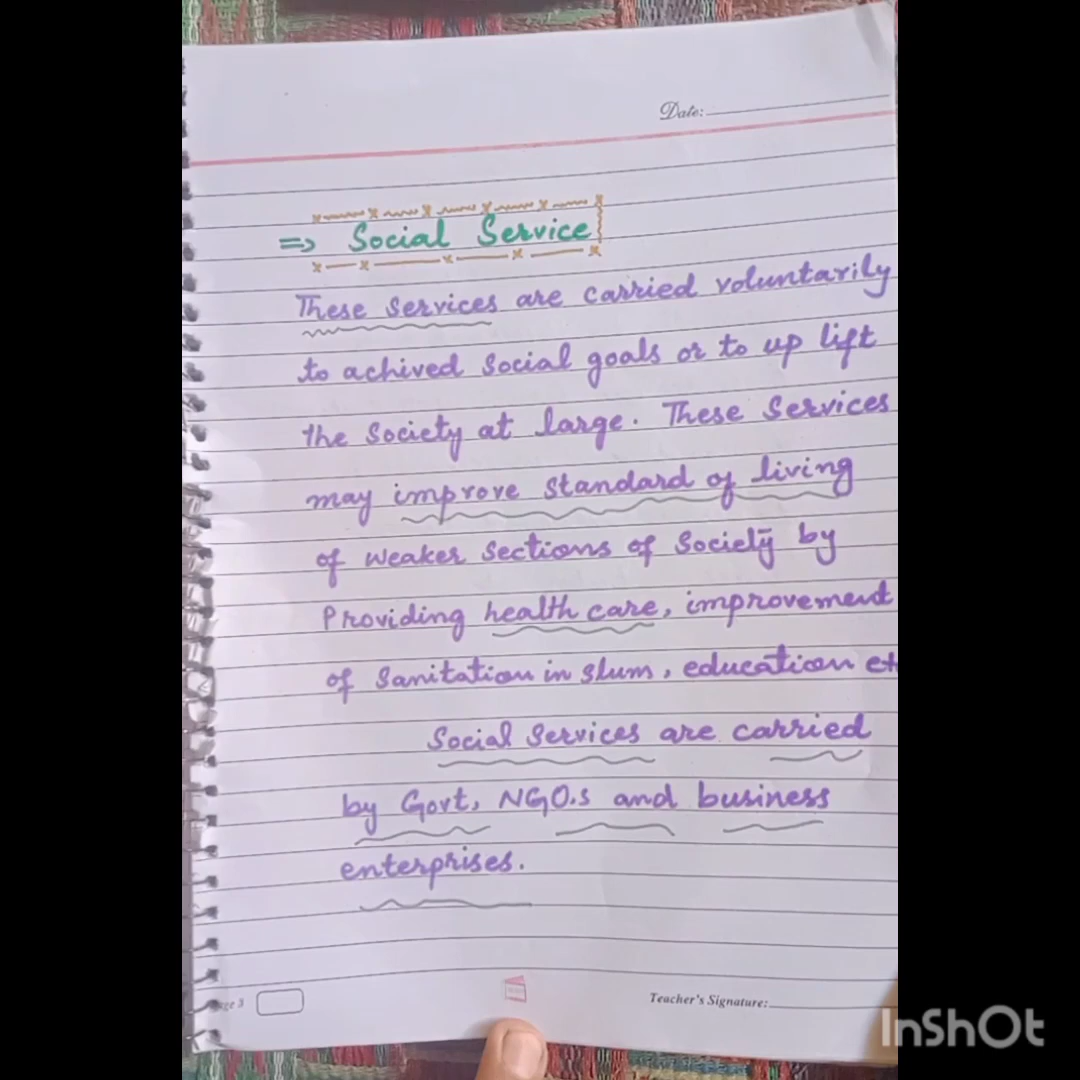 Date:
=> Social Service
These services are carried voluntarily
to achived social goals or to up lift
the society at large. These services
may improve standard of living
of weaker sections of society by
Providing health care, improvement
of sanitation in slum, education et
Social services are carried
by Govt, NGO.s and business
enterprises.
3
Teacher's Signature:
InShOt